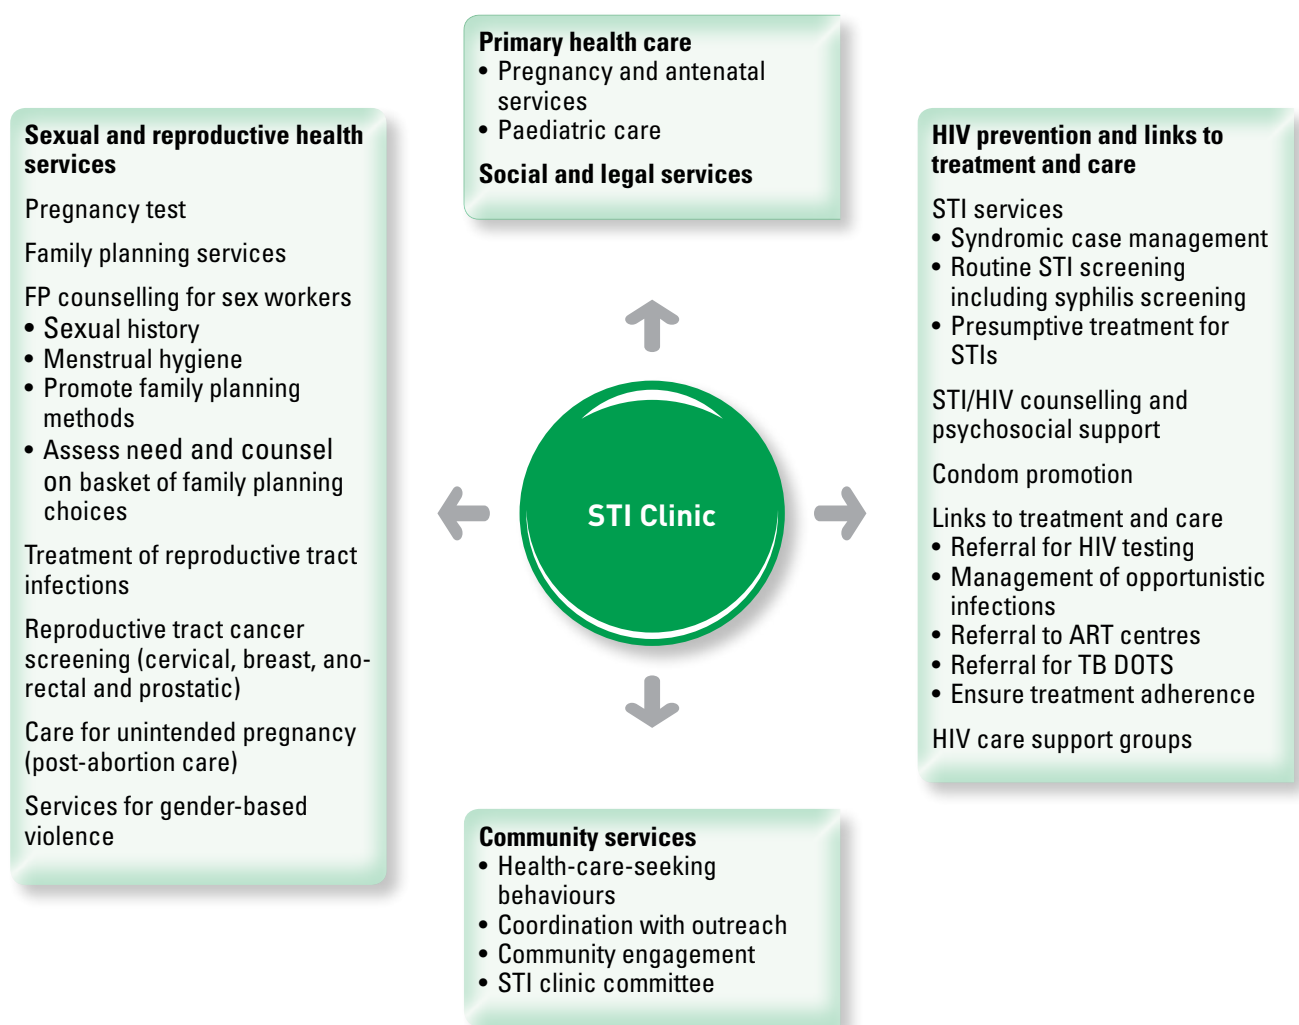 Primary health care
• Pregnancy and antenatal
services
• Paediatric care
Social and legal services
Sexual and reproductive health
services
Pregnancy test
Family planning services
FP counselling for sex workers
• Sexual history
• Menstrual hygiene
• Promote family planning
methods
• Assess need and counsel
on basket of family planning
choices
Treatment of reproductive tract
infections
Reproductive tract cancer
screening (cervical, breast, ano-
rectal and prostatic)
Care for unintended pregnancy
(post-abortion care)
Services for gender-based
violence
STI Clinic
HIV prevention and links to
treatment and care
STI services
• Syndromic case management
• Routine STI screening
including syphilis screening
• Presumptive treatment for
STIs
STI/HIV counselling and
psychosocial support
Condom promotion
Links to treatment and care
• Referral for HIV testing
• Management of opportunistic
infections
• Referral to ART centres
• Referral for TB DOTS
• Ensure treatment adherence
HIV care support groups
Community services
• Health-care-seeking
behaviours
• Coordination with outreach
• Community engagement
• STI clinic committee